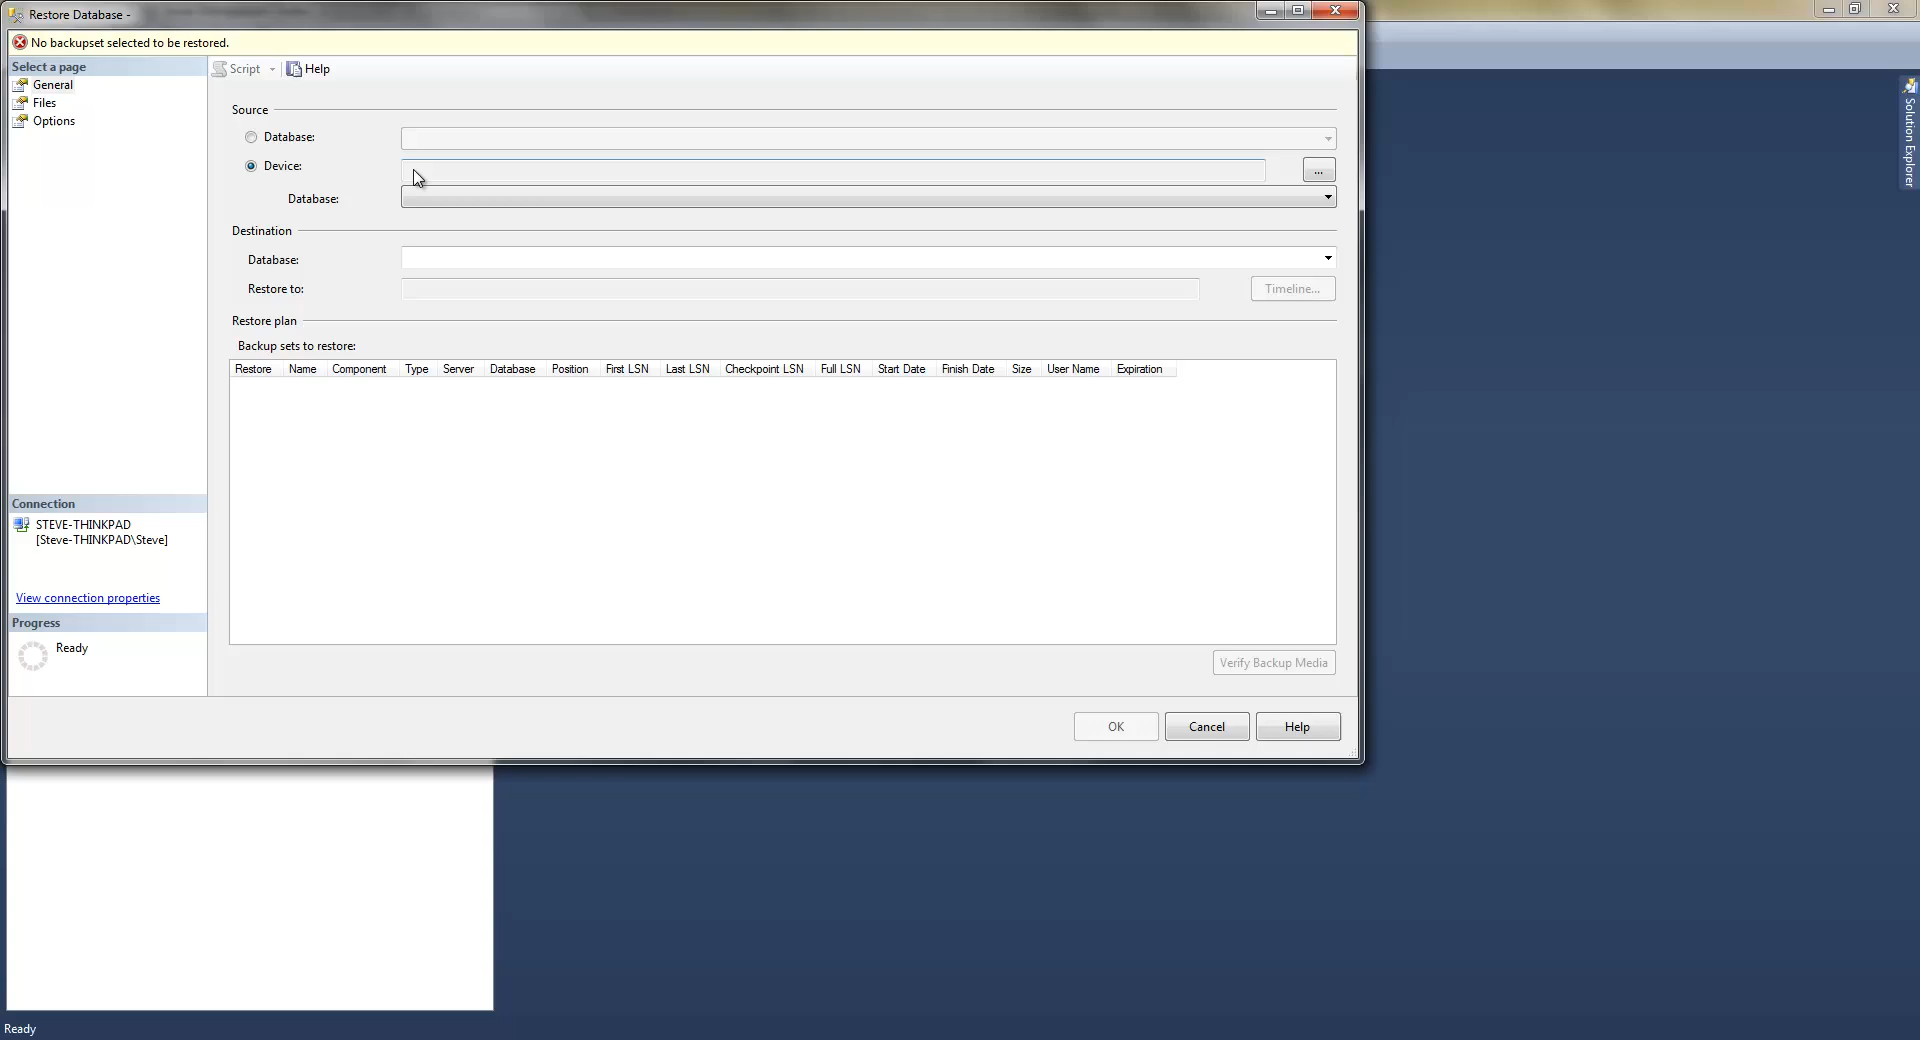 Restore Database -
No backupset selected to be restored.
Select a page
General
Files
Options
Script
Help
Source
Database:
Device:
...
Database:
Destination
Database:
Restore to:
Timeline...
Restore plan
Backup sets to restore:
Restore Name Component Type Server Database Position First LSN Last LSN Checkpoint LSN Full LSN Start Date Finish Date Size User Name Expiration
Connection
STEVE-THINKPAD
[Steve-THINKPAD\Steve]
View connection properties
Progress
Ready
Verify Backup Media
OK Cancel Help
Solution Explorer
Ready